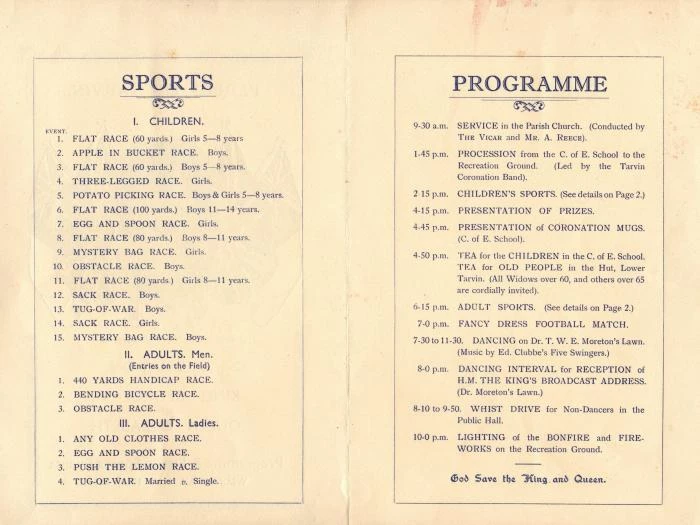 SPORTS
I. CHILDREN.
EVENT.
1. FLAT RACE (60 yards.) Girls 5—8 years
2. APPLE IN BUCKET RACE. Boys.
3. FLAT RACE (60 yards.) Boys 5—8 years.
4. THREE-LEGGED RACE. Girls.
5. POTATO PICKING RACE. Boys & Girls 5—8 years.
6. FLAT RACE (100 yards.) Boys 11—14 years.
7. EGG AND SPOON RACE. Girls.
8. FLAT RACE (80 yards.) Boys 8—11 years.
9. MYSTERY BAG RACE. Girls.
10. OBSTACLE RACE. Boys.
11. FLAT RACE (80 yards.) Girls 8—11 years.
12. SACK RACE. Boys.
13. TUG-OF-WAR. Boys.
14. SACK RACE. Girls.
15. MYSTERY BAG RACE. Boys.
II. ADULTS. Men.
(Entries on the Field)
1. 440 YARDS HANDICAP RACE.
2. BENDING BICYCLE RACE.
3. OBSTACLE RACE.
III. ADULTS. Ladies.
1. ANY OLD CLOTHES RACE.
2. EGG AND SPOON RACE.
3. PUSH THE LEMON RACE.
4. TUG-OF-WAR. Married v. Single.
PROGRAMME
9-30 a.m. SERVICE in the Parish Church. (Conducted by
THE VICAR and MR. A. REECE).
1-45 p.m. PROCESSION from the C. of E. School to the
Recreation Ground. (Led by the Tarvin
Coronation Band).
2 15 p.m. CHILDREN'S SPORTS. (See details on Page 2.)
4-15 p.m. PRESENTATION OF PRIZES.
4-45 p.m. PRESENTATION of CORONATION MUGS.
(C. of E. School).
4-50 p.m. TEA for the CHILDREN in the C. of E. School.
TEA for OLD PEOPLE in the Hut, Lower
Tarvin. (All Widows over 60, and others over 65
are cordially invited).
6-15 p.m. ADULT SPORTS. (See details on Page 2.)
7-0 p.m. FANCY DRESS FOOTBALL MATCH.
7-30 to 11-30. DANCING on Dr. T. W. E. Moreton's Lawn.
(Music by Ed. Clubbe's Five Swingers.)
8-0 p.m. DANCING INTERVAL for RECEPTION of
H.M. THE KING'S BROADCAST ADDRESS.
(Dr. Moreton's Lawn.)
8-10 to 9-50. WHIST DRIVE for Non-Dancers in the
Public Hall.
10-0 p.m. LIGHTING of the BONFIRE and FIRE-
WORKS on the Recreation Ground.
God Save the King and Queen.